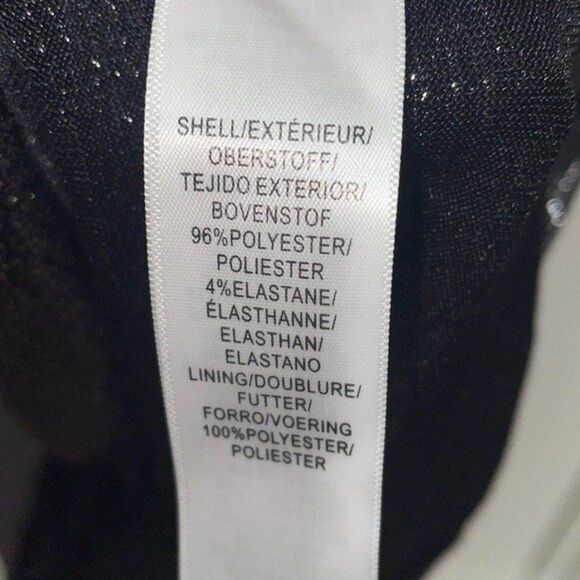 SHELL/EXTÉRIEUR/
OBERSTOFF/
TEJIDO EXTERIOR/
BOVENSTOF
96%POLYESTER/
POLIESTER
4%ELASTANE/
ÉLASTHANNE/
ELASTHAN/
ELASTANO
LINING/DOUBLURE/
FUTTER/
FORRO/VOERING
100%POLYESTER/
POLIESTER